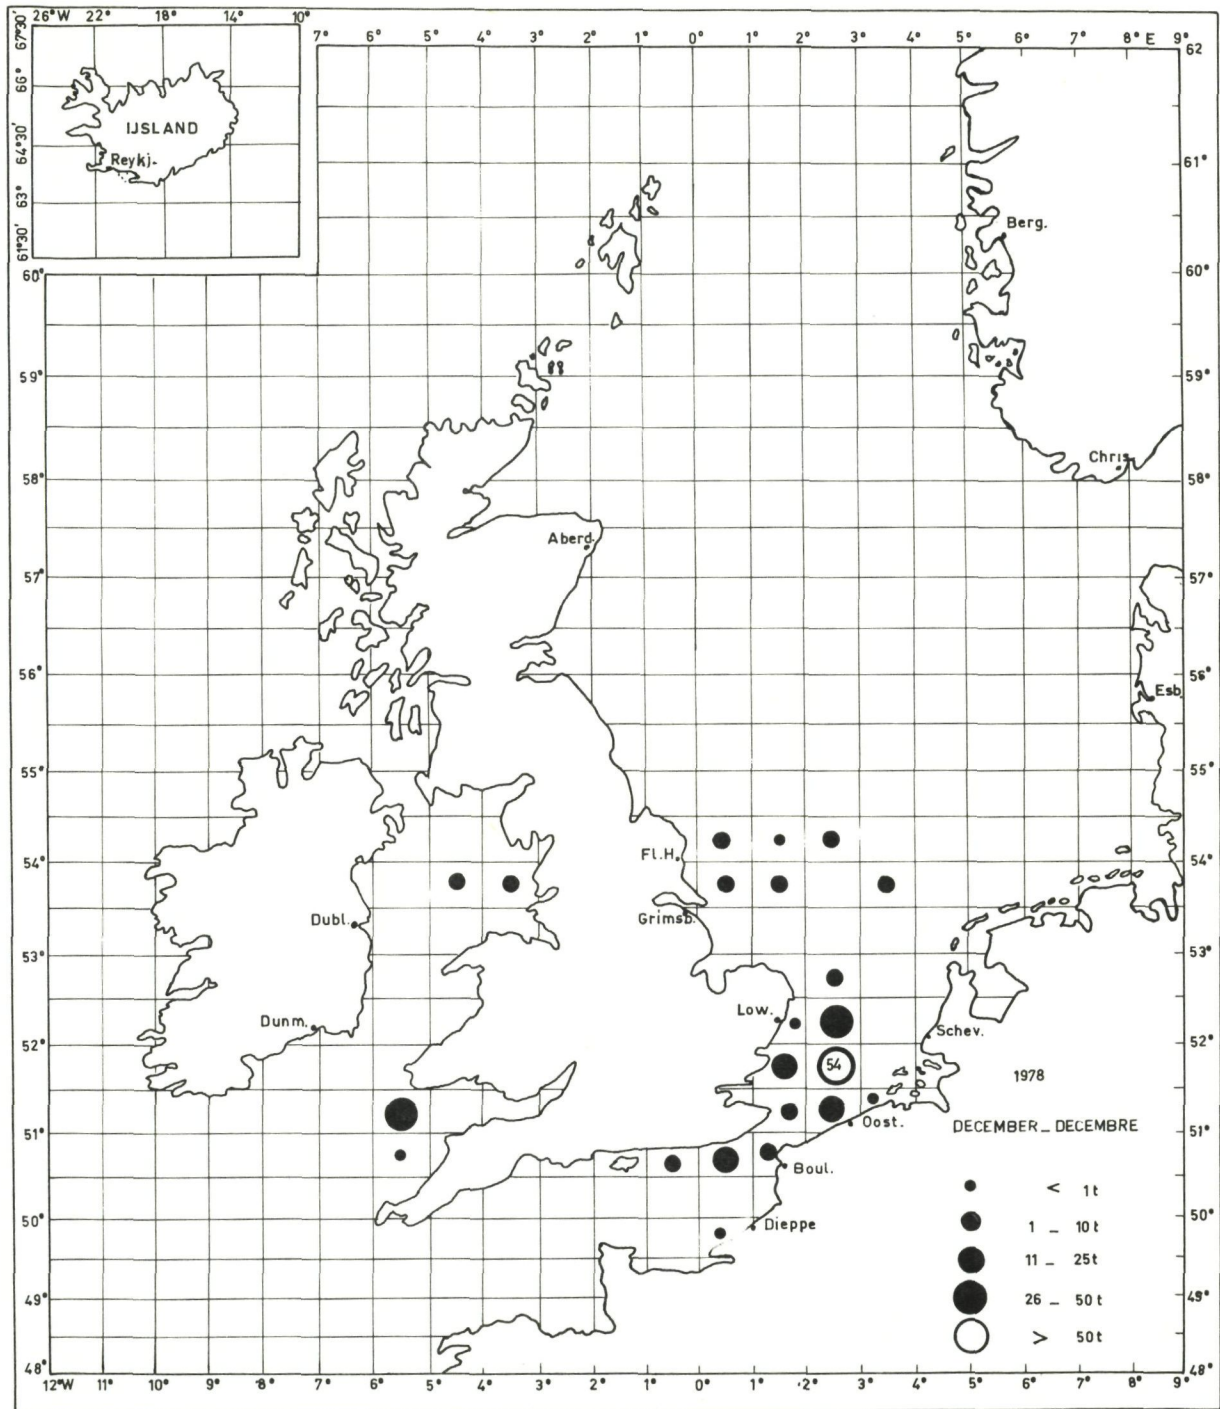 26°W 22° 18° 14° 10°
67°30'
66°
64°30'
63°
61°30'
IJSLAND
Reykj.
7° 6° 5° 4° 3° 2° 1° 0° 1° 2° 3° 4° 5° 6° 7° 8° E
62
61°
Berg.
60° 60°
59° 59°
Chris
58° 58°
Aberd.
57° 57°
56° 56°
Esb.
55° 55°
Fl.H.
54° 54°
Dubl.
Grimsb.
53° 53°
Low.
Dunm.
Schev.
52° 52°
54
1978
Oost.
51° 51°
DECEMBER _ DECEMBRE
Boul.
< 1t
50° Dieppe 50°
1 _ 10t
11 _ 25t
49° 26 _ 50t 49°
> 50t
48° 48°
12°W 11° 10° 9° 8° 7° 6° 5° 4° 3° 2° 1° 0° 1° 2° 3° 4° 5° 6° 7° 8° 9°